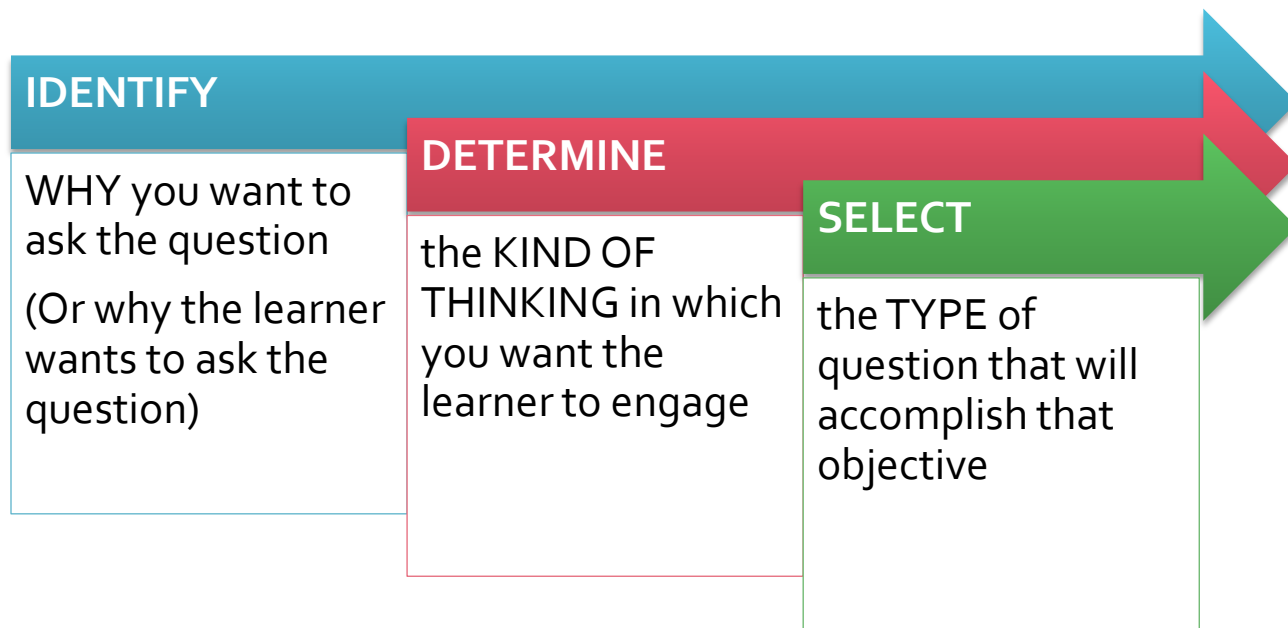 IDENTIFY
WHY you want to
ask the question
(Or why the learner
wants to ask the
question)
DETERMINE
the KIND OF
THINKING in which
you want the
learner to engage
SELECT
the TYPE of
question that will
accomplish that
objective